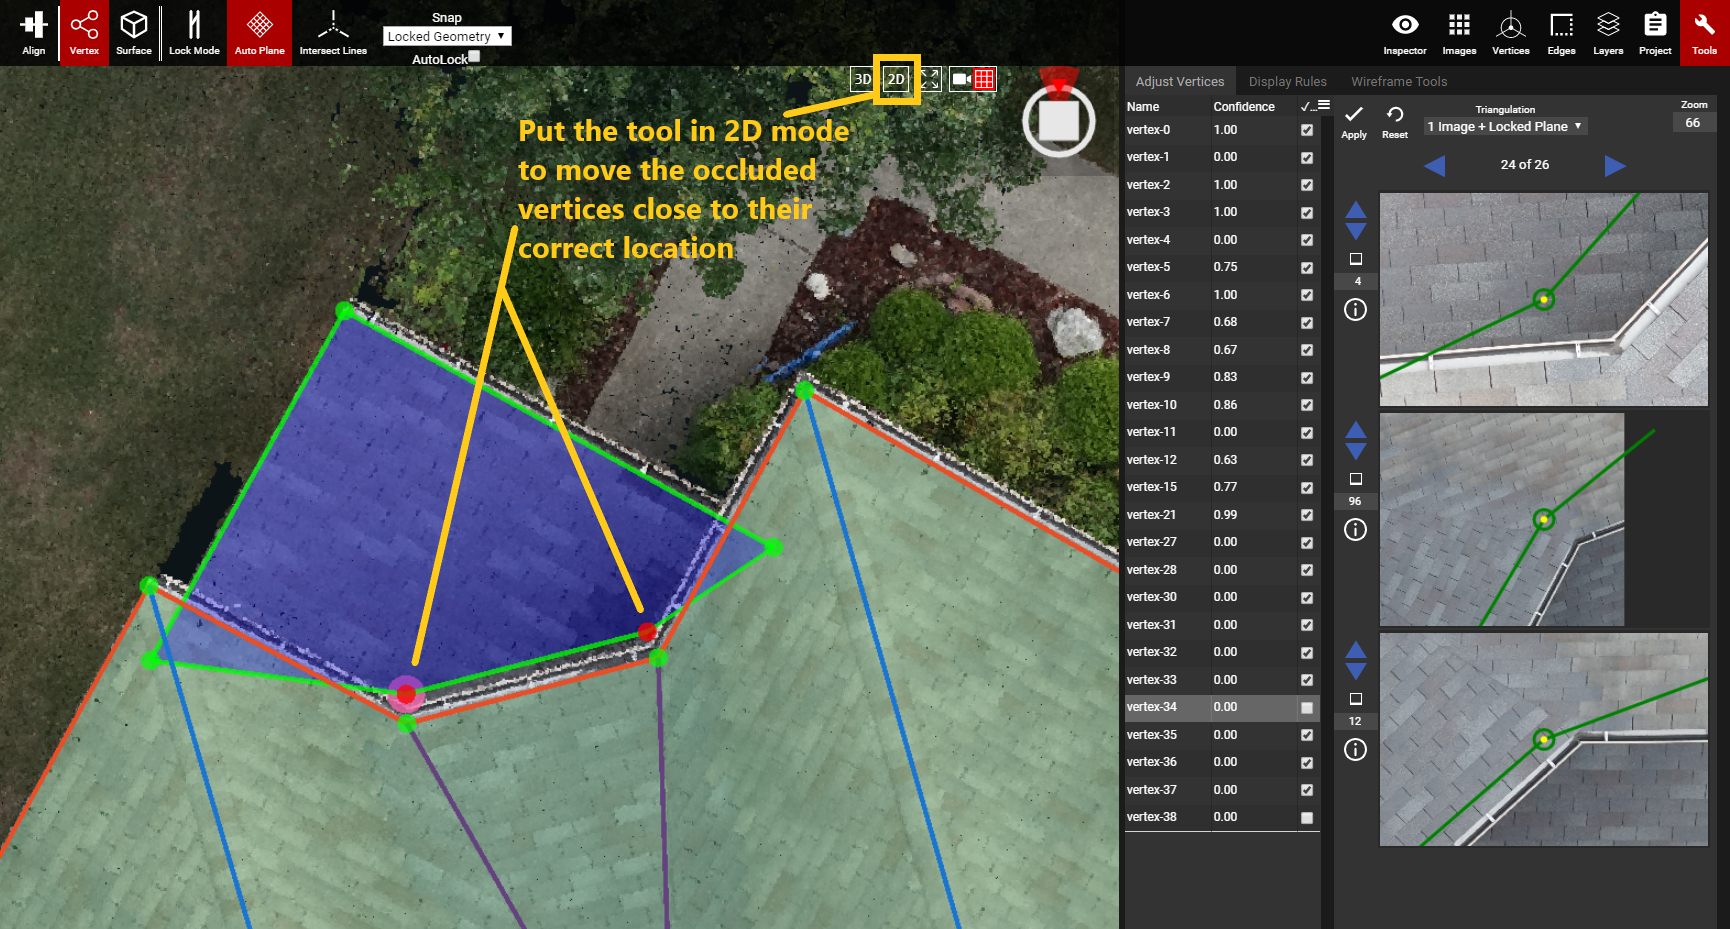 Align
Vertex
Surface
Lock Mode
Auto Plane
Intersect Lines
Snap
Locked Geometry
AutoLock
Inspector
Images
Vertices
Edges
Layers
Project
Tools
3D
2D
Put the tool in 2D mode
to move the occluded
vertices close to their
correct location
Adjust Vertices Display Rules Wireframe Tools
Name Confidence ✓...
vertex-0 1.00
vertex-1 0.00
vertex-2 1.00
vertex-3 1.00
vertex-4 0.00
vertex-5 0.75
vertex-6 1.00
vertex-7 0.68
vertex-8 0.67
vertex-9 0.83
vertex-10 0.86
vertex-11 0.00
vertex-12 0.63
vertex-15 0.77
vertex-21 0.99
vertex-27 0.00
vertex-28 0.00
vertex-30 0.00
vertex-31 0.00
vertex-32 0.00
vertex-33 0.00
vertex-34 0.00
vertex-35 0.00
vertex-36 0.00
vertex-37 0.00
vertex-38 0.00
Apply
Reset
Triangulation
1 Image + Locked Plane
Zoom
66
24 of 26
4
96
12